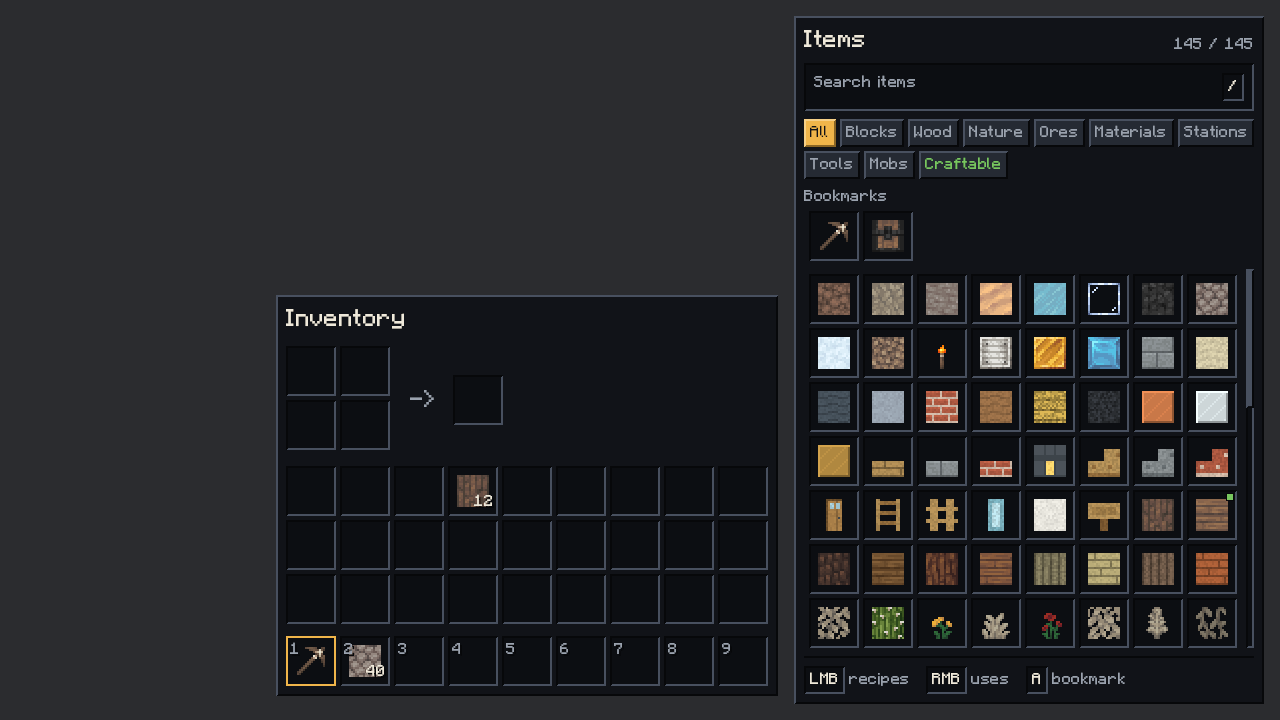 Items
145 / 145
Search items
/
All Blocks Wood Nature Ores Materials Stations
Tools Mobs Craftable
Bookmarks
Inventory
->
12
1 2 3 4 5 6 7 8 9
40
LMB recipes RMB uses A bookmark